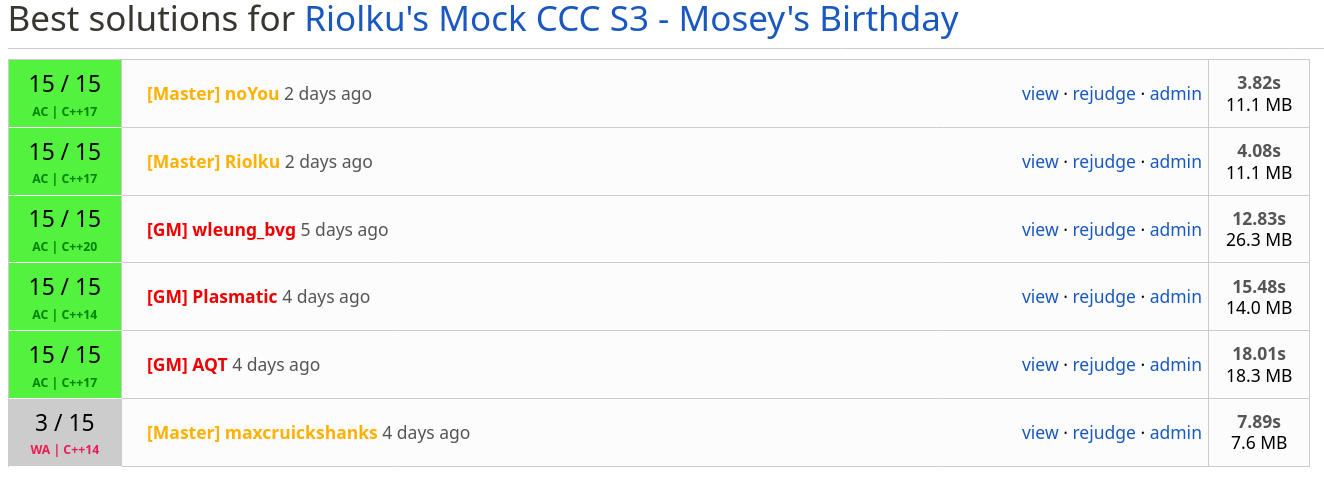 Best solutions for Riolku's Mock CCC S3 - Mosey's Birthday
15 / 15
AC | C++17
[Master] noYou 2 days ago
view · rejudge · admin
3.82s
11.1 MB
15 / 15
AC | C++17
[Master] Riolku 2 days ago
view · rejudge · admin
4.08s
11.1 MB
15 / 15
AC | C++20
[GM] wleung_bvg 5 days ago
view · rejudge · admin
12.83s
26.3 MB
15 / 15
AC | C++14
[GM] Plasmatic 4 days ago
view · rejudge · admin
15.48s
14.0 MB
15 / 15
AC | C++17
[GM] AQT 4 days ago
view · rejudge · admin
18.01s
18.3 MB
3 / 15
WA | C++14
[Master] maxcruickshanks 4 days ago
view · rejudge · admin
7.89s
7.6 MB